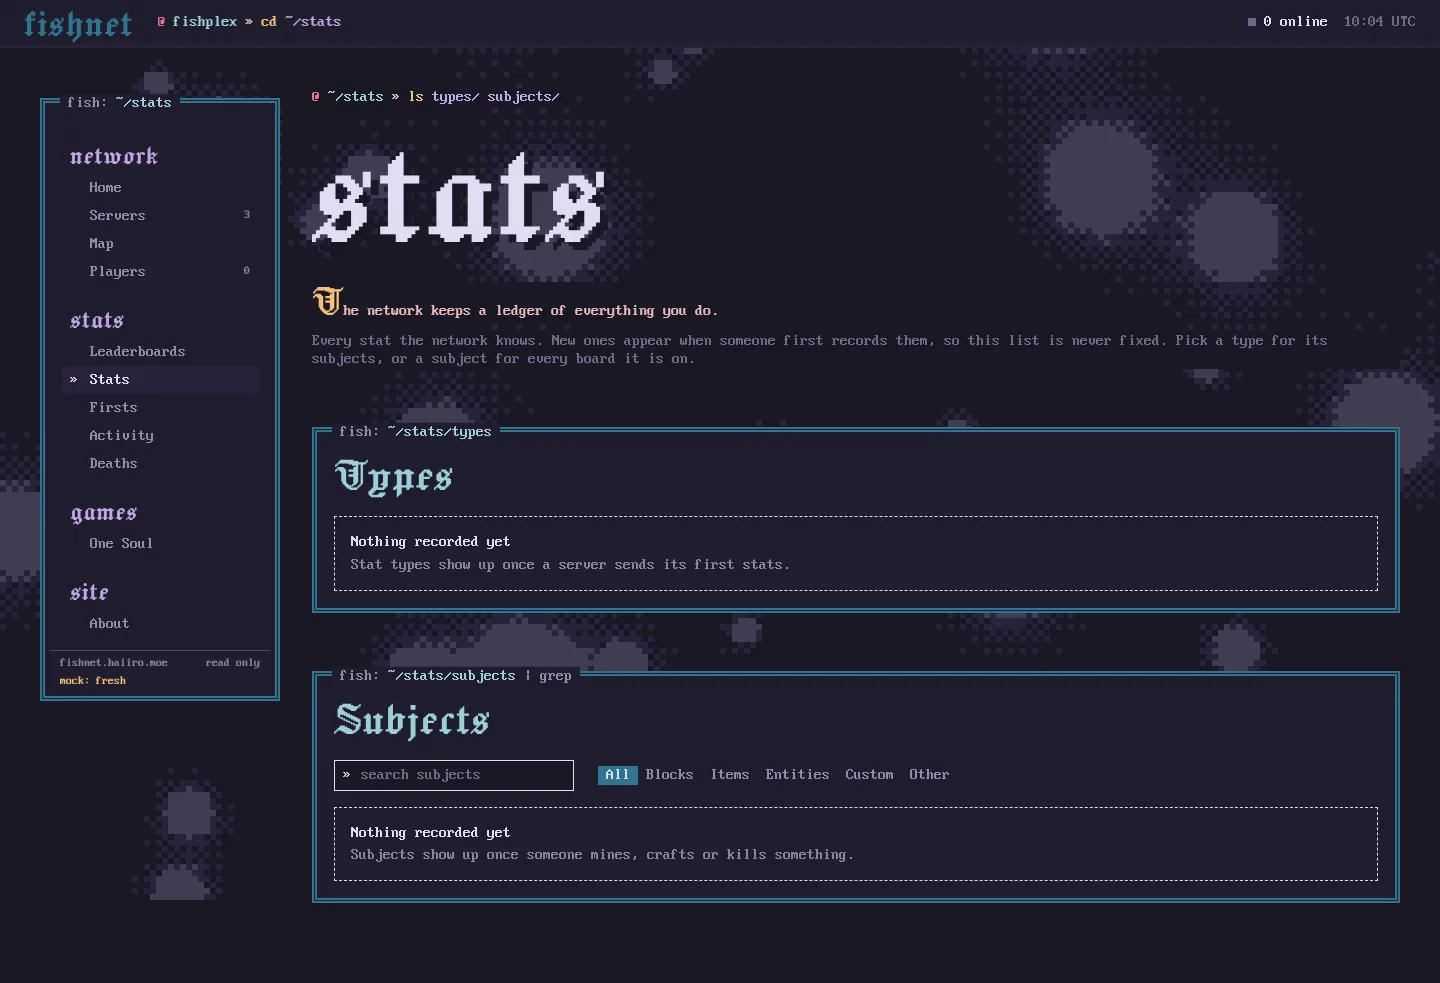 fishnet
@ fishplex » cd ~/stats
0 online 10:04 UTC
fish: ~/stats
network
Home
Servers 3
Map
Players 0
stats
Leaderboards
» Stats
Firsts
Activity
Deaths
games
One Soul
site
About
fishnet.haiiro.moe read only
mock: fresh
@ ~/stats » ls types/ subjects/
stats
The network keeps a ledger of everything you do.
Every stat the network knows. New ones appear when someone first records them, so this list is never fixed. Pick a type for its
subjects, or a subject for every board it is on.
fish: ~/stats/types
Types
Nothing recorded yet
Stat types show up once a server sends its first stats.
fish: ~/stats/subjects | grep
Subjects
» search subjects
All Blocks Items Entities Custom Other
Nothing recorded yet
Subjects show up once someone mines, crafts or kills something.